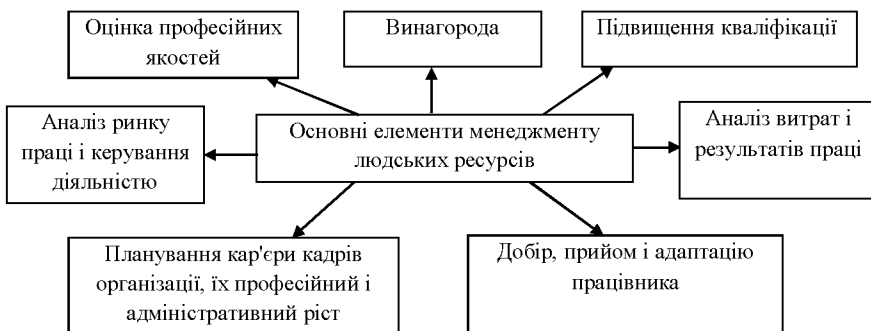 Оцінка професійних
якостей
Винагорода
Підвищення кваліфікації
Аналіз ринку
праці і керування
діяльністю
Основні елементи менеджменту
людських ресурсів
Аналіз витрат і
результатів праці
Планування кар'єри кадрів
організації, їх професійний і
адміністративний ріст
Добір, прийом і адаптацію
працівника